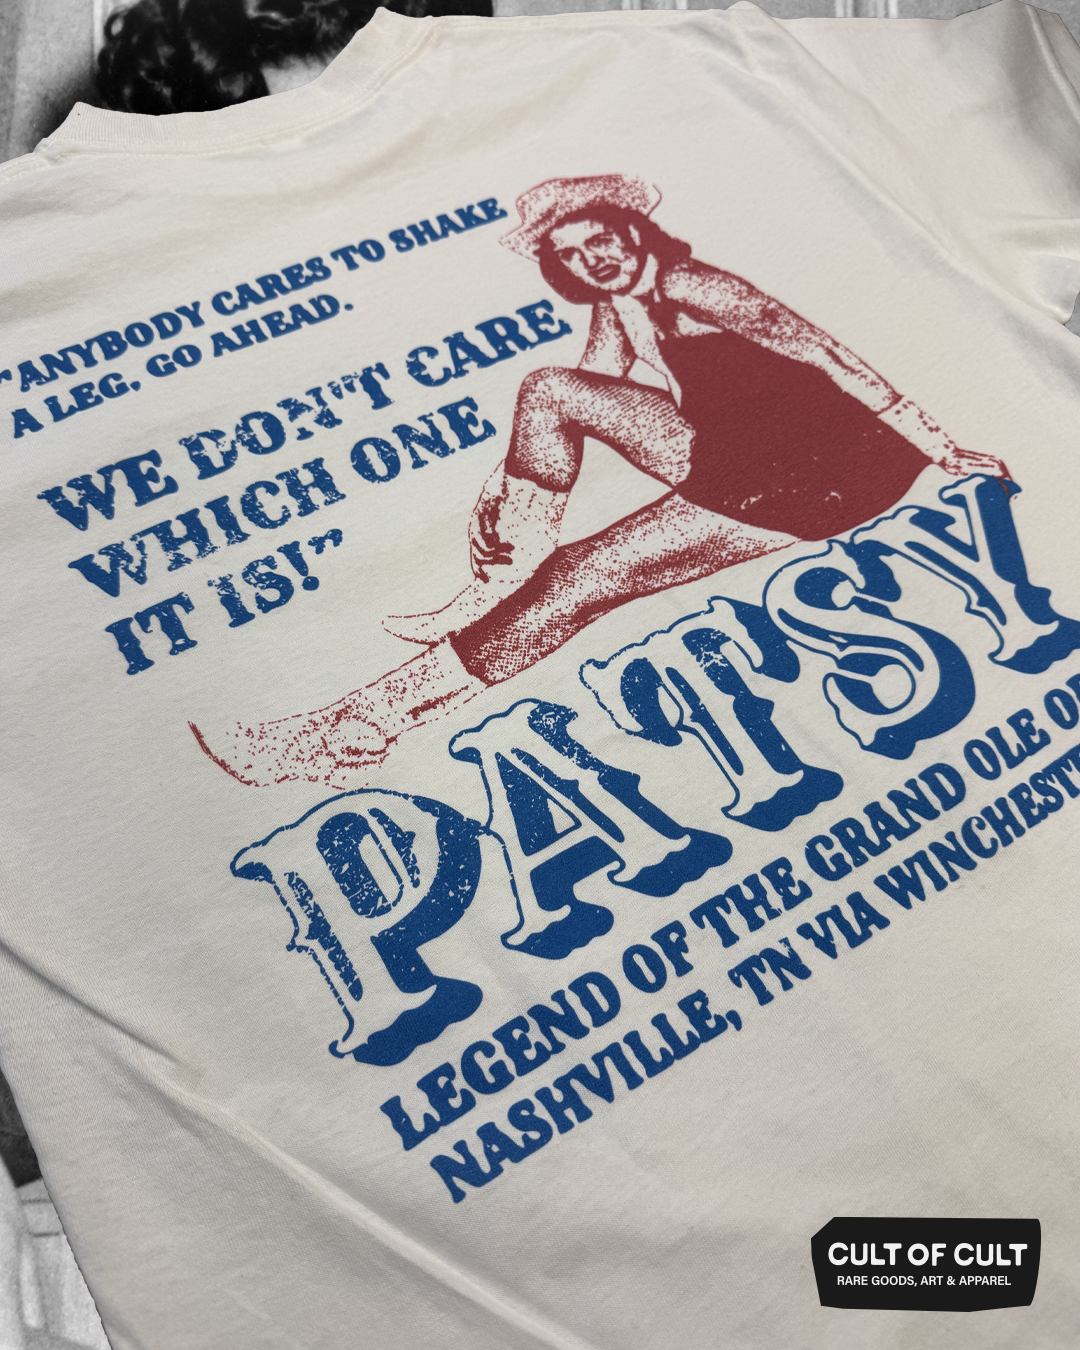 "ANYBODY CARES TO SHAKE
A LEG, GO AHEAD.
WE DON'T CARE
WHICH ONE
IT IS!"
PATSY
LEGEND OF THE GRAND OLE
NASHVILLE, TN VIA
CULT OF CULT
RARE GOODS, ART & APPAREL